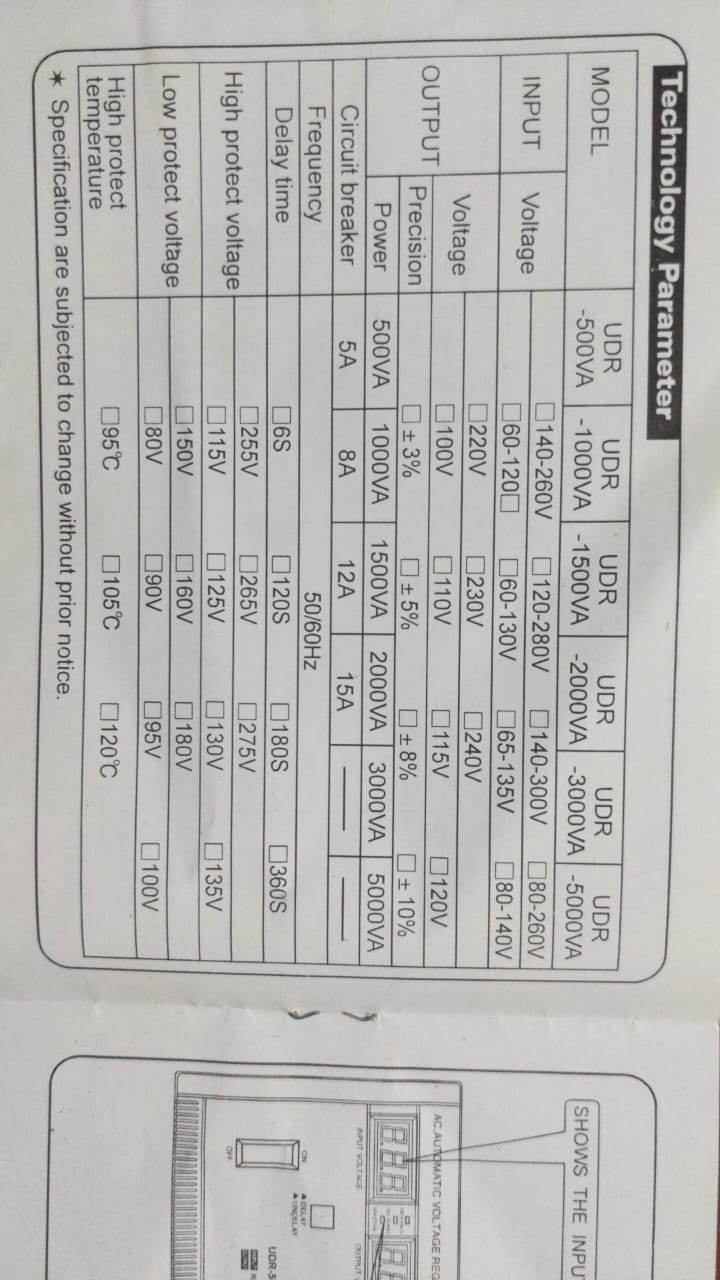 Technology Parameter
MODEL UDR -500VA UDR -1000VA UDR -1500VA UDR -2000VA UDR -3000VA UDR -5000VA
INPUT Voltage □140-260V □120-280V □140-300V □80-260V
□60-120□ □60-130V □65-135V □80-140V
OUTPUT Voltage □220V □230V □240V
□100V □110V □115V □120V
Precision □±3% □±5% □±8% □±10%
Power 500VA 1000VA 1500VA 2000VA 3000VA 5000VA
Circuit breaker 5A 8A 12A 15A —— ——
Frequency 50/60Hz
Delay time □6S □120S □180S □360S
High protect voltage □255V □265V □275V
□115V □125V □130V □135V
Low protect voltage □150V □160V □180V
□80V □90V □95V □100V
High protect temperature □95℃ □105℃ □120℃
✶ Specification are subjected to change without prior notice.
SHOWS THE INPU
AC.AUTOMATIC VOLTAGE REG
INPUT VOLTAGE OUTPUT
ON
DELAY
UNDELAY
UDR-5
INPUT
OUTPUT
OFF